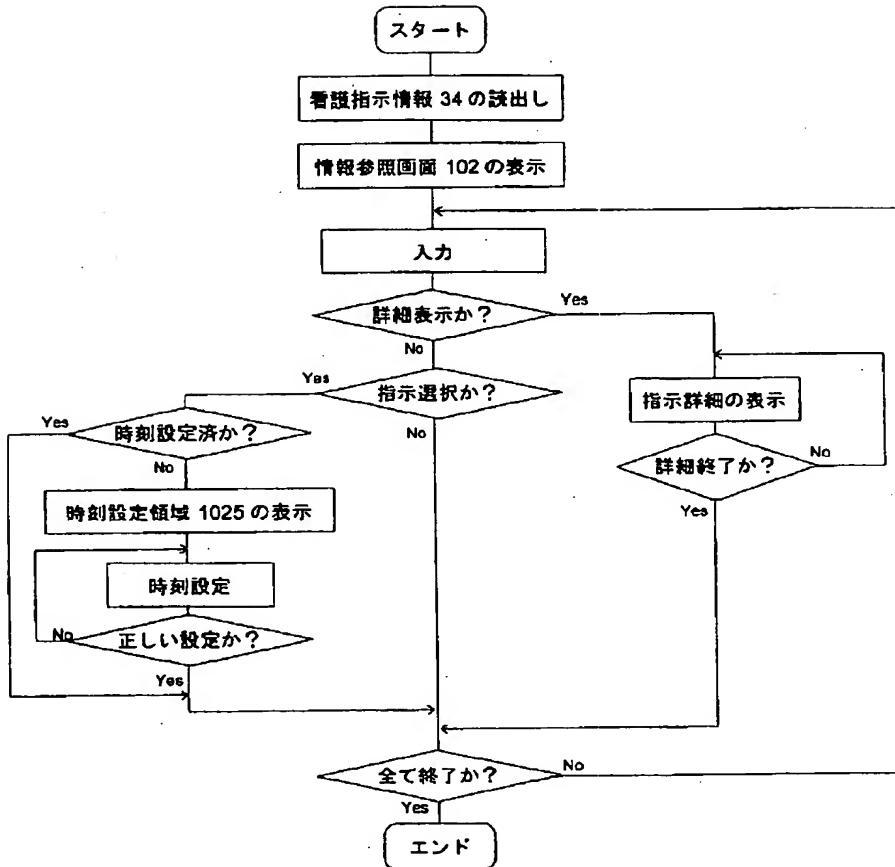 スタート
看護指示情報 34 の読出し
情報参照画面 102 の表示
入力
詳細表示か？
Yes
No
指示選択か？
Yes
No
時刻設定済か？
Yes
No
時刻設定領域 1025 の表示
時刻設定
正しい設定か？
No
Yes
指示詳細の表示
詳細終了か？
No
Yes
全て終了か？
No
Yes
エンド